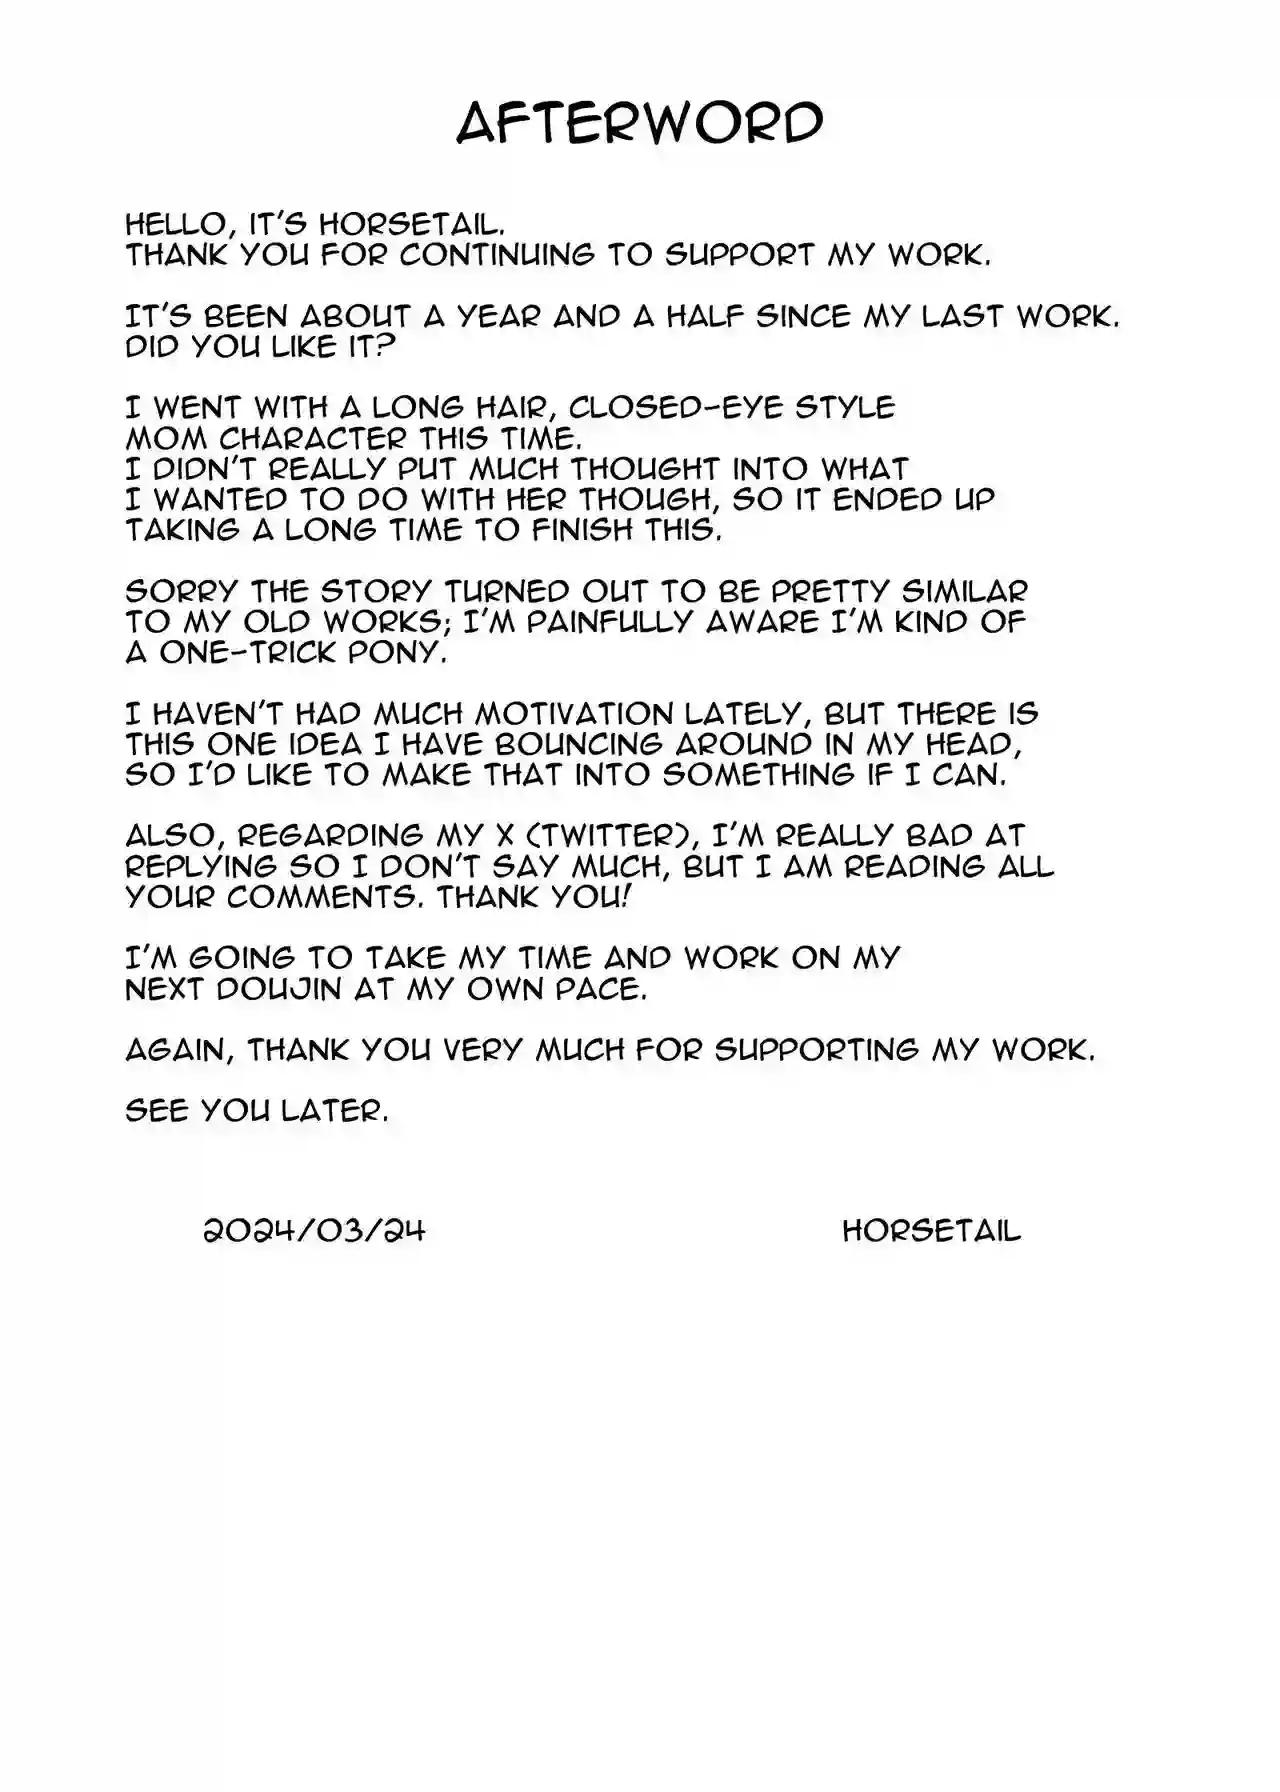 AFTERWORD
HELLO, IT'S HORSETAIL.
THANK YOU FOR CONTINUING TO SUPPORT MY WORK.
IT'S BEEN ABOUT A YEAR AND A HALF SINCE MY LAST WORK.
DID YOU LIKE IT?
I WENT WITH A LONG HAIR, CLOSED-EYE STYLE
MOM CHARACTER THIS TIME.
I DIDN'T REALLY PUT MUCH THOUGHT INTO WHAT
I WANTED TO DO WITH HER THOUGH, SO IT ENDED UP
TAKING A LONG TIME TO FINISH THIS.
SORRY THE STORY TURNED OUT TO BE PRETTY SIMILAR
TO MY OLD WORKS; I'M PAINFULLY AWARE I'M KIND OF
A ONE-TRICK PONY.
I HAVEN'T HAD MUCH MOTIVATION LATELY, BUT THERE IS
THIS ONE IDEA I HAVE BOUNCING AROUND IN MY HEAD,
SO I'D LIKE TO MAKE THAT INTO SOMETHING IF I CAN.
ALSO, REGARDING MY X (TWITTER), I'M REALLY BAD AT
REPLYING SO I DON'T SAY MUCH, BUT I AM READING ALL
YOUR COMMENTS. THANK YOU!
I'M GOING TO TAKE MY TIME AND WORK ON MY
NEXT DOUJIN AT MY OWN PACE.
AGAIN, THANK YOU VERY MUCH FOR SUPPORTING MY WORK.
SEE YOU LATER.
2024/03/24 HORSETAIL